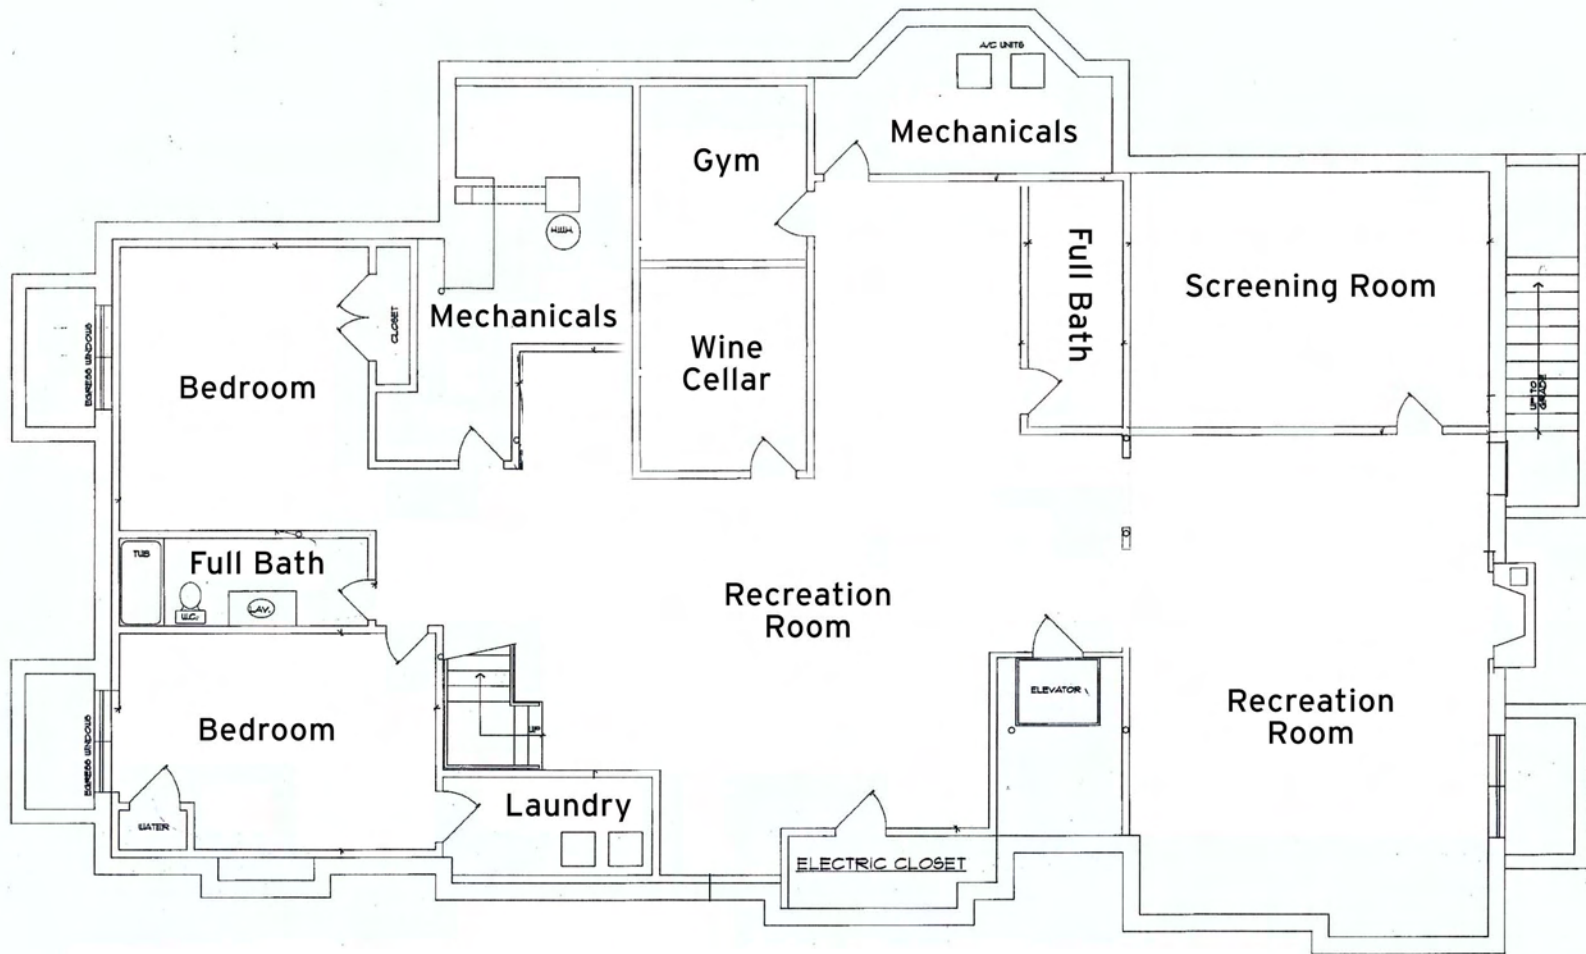 A/C UNITS
Mechanicals
Gym
Full Bath
Screening Room
CLOSET
Mechanicals
EGRESS WINDOWS
Bedroom
Wine
Cellar
UP TO
GRADE
TUB
Full Bath
W.C.
LAV.
Recreation
Room
ELEVATOR
Recreation
Room
Bedroom
UP
EGRESS WINDOWS
Laundry
WATER
ELECTRIC CLOSET